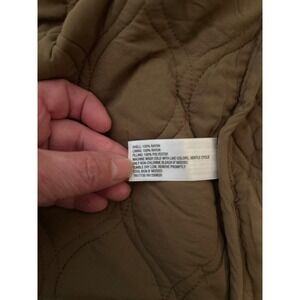 SHELL: 100% RAYON
LINING: 100% RAYON
FILLING: 100% POLYESTER
MACHINE WASH COLD WITH LIKE COLORS, GENTLE CYCLE
ONLY NON-CHLORINE BLEACH IF NEEDED
TUMBLE DRY LOW, REMOVE PROMPTLY
COOL IRON IF NEEDED